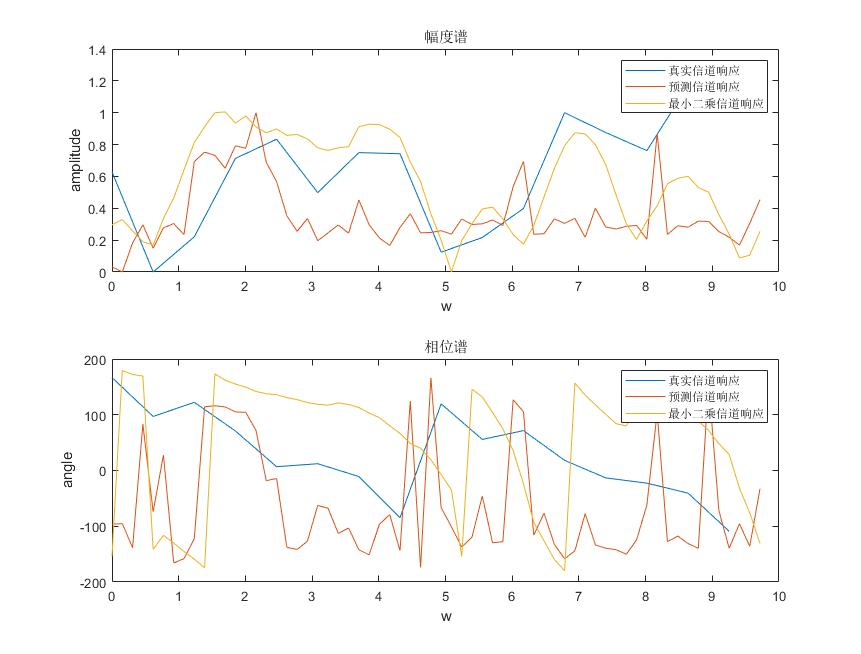 幅度谱
1.4
1.2
1
0.8
0.6
0.4
0.2
0
amplitude
真实信道响应
预测信道响应
最小二乘信道响应
0 1 2 3 4 5 6 7 8 9 10
w
相位谱
200
100
0
-100
-200
angle
真实信道响应
预测信道响应
最小二乘信道响应
0 1 2 3 4 5 6 7 8 9 10
w